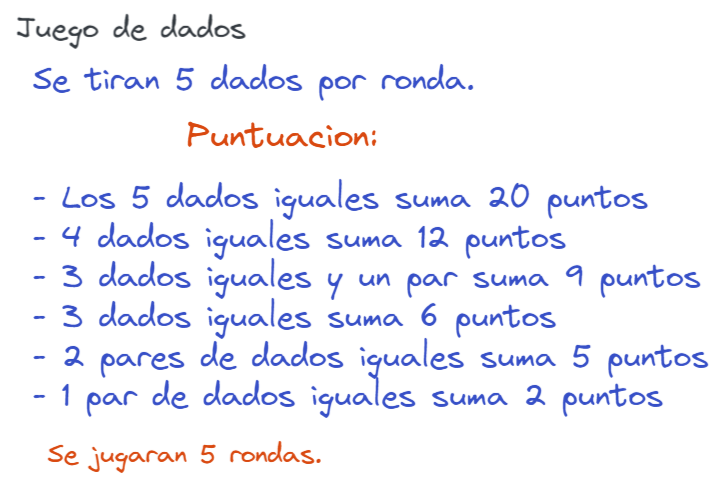 Juego de dados
Se tiran 5 dados por ronda.
Puntuacion:
- Los 5 dados iguales suma 20 puntos
- 4 dados iguales suma 12 puntos
- 3 dados iguales y un par suma 9 puntos
- 3 dados iguales suma 6 puntos
- 2 pares de dados iguales suma 5 puntos
- 1 par de dados iguales suma 2 puntos
Se jugaran 5 rondas.